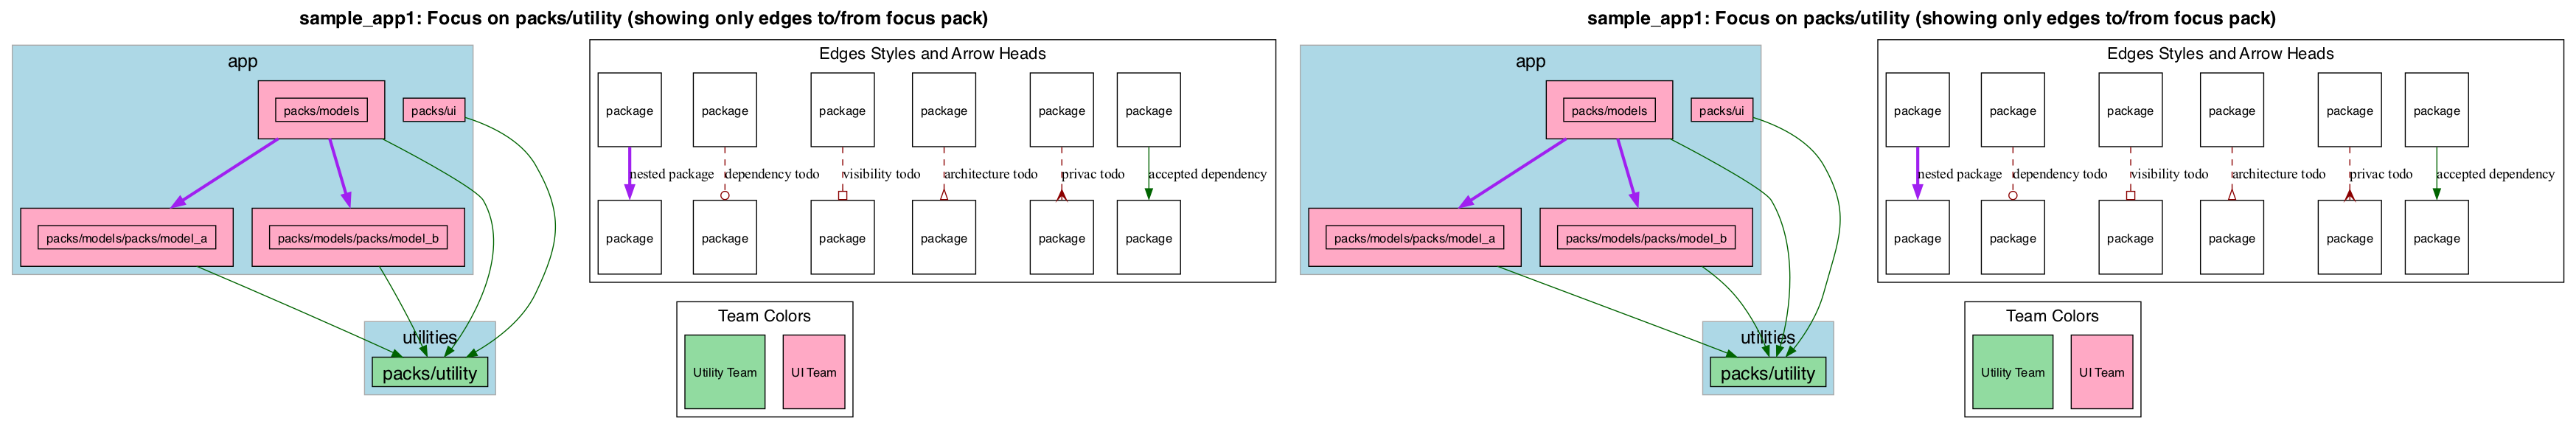 sample_app1: Focus on packs/utility (showing only edges to/from focus pack)
app
packs/models
packs/ui
packs/models/packs/model_a
packs/models/packs/model_b
utilities
packs/utility
Edges Styles and Arrow Heads
package
package
package
package
package
package
nested package
dependency todo
visibility todo
architecture todo
privac todo
accepted dependency
package
package
package
package
package
package
Team Colors
Utility Team
UI Team
sample_app1: Focus on packs/utility (showing only edges to/from focus pack)
app
packs/models
packs/ui
packs/models/packs/model_a
packs/models/packs/model_b
utilities
packs/utility
Edges Styles and Arrow Heads
package
package
package
package
package
package
nested package
dependency todo
visibility todo
architecture todo
privac todo
accepted dependency
package
package
package
package
package
package
Team Colors
Utility Team
UI Team